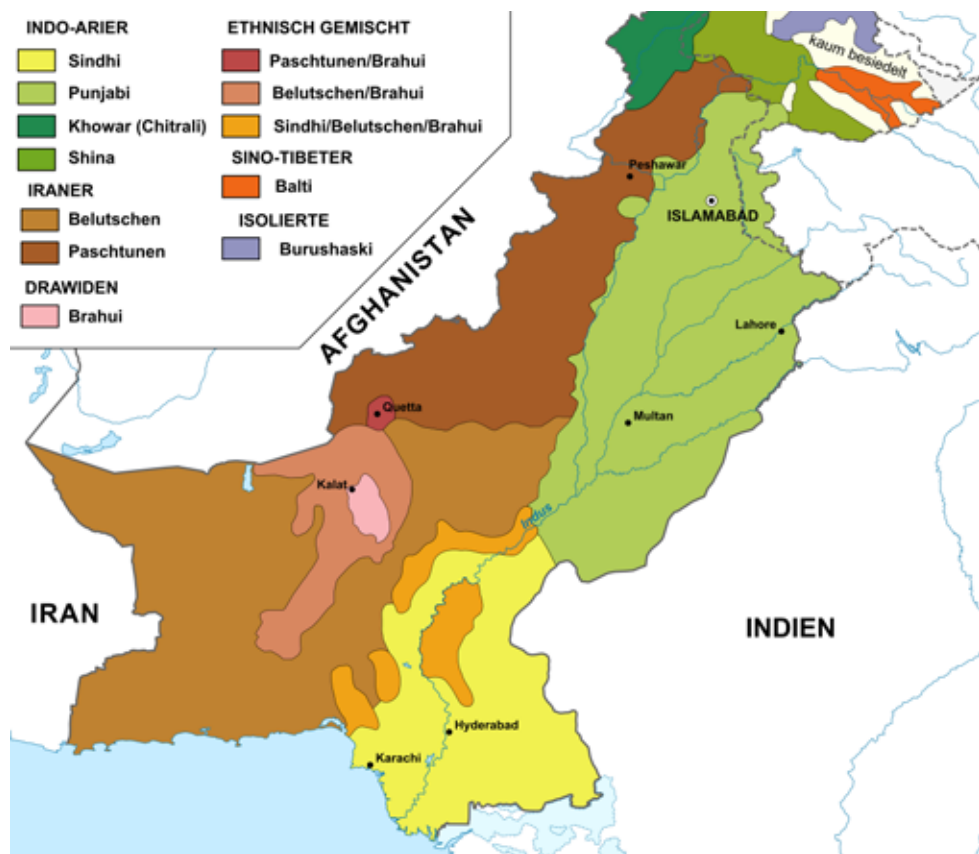 INDO-ARIER
Sindhi
Punjabi
Khowar (Chitrali)
Shina
IRANER
Belutschen
Paschtunen
DRAWIDEN
Brahui
ETHNISCH GEMISCHT
Paschtunen/Brahui
Belutschen/Brahui
Sindhi/Belutschen/Brahui
SINO-TIBETER
Balti
ISOLIERTE
Burushaski
kaum besiedelt
Peshawar
ISLAMABAD
AFGHANISTAN
Lahore
Quetta
Multan
Kalat
Indus
IRAN
INDIEN
Hyderabad
Karachi